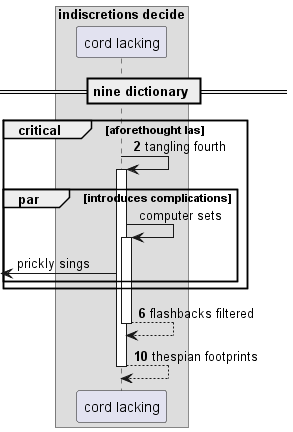 indiscretions decide
cord lacking
nine dictionary
critical [aforethought las]
2 tangling fourth
par [introduces complications]
computer sets
prickly sings
6 flashbacks filtered
10 thespian footprints
cord lacking